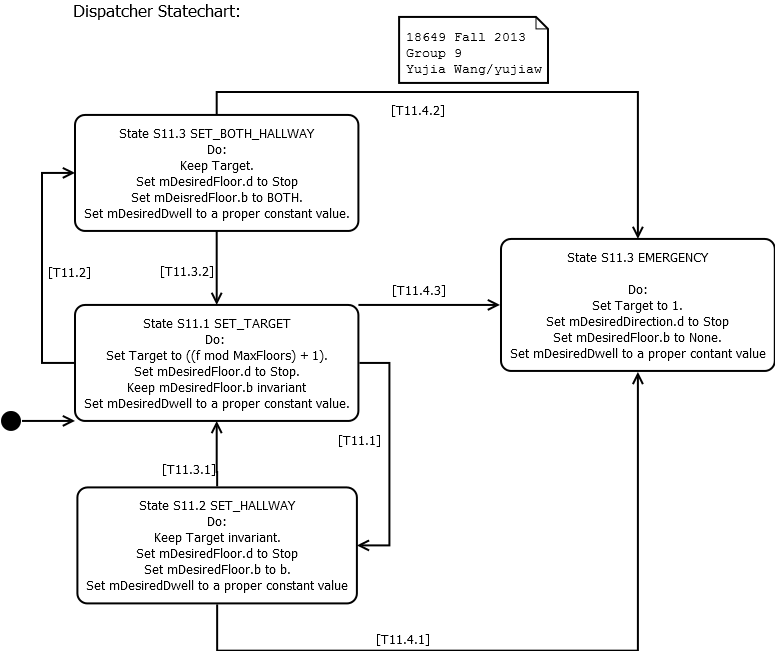 Dispatcher Statechart:
18649 Fall 2013
Group 9
Yujia Wang/yujiaw
[T11.4.2]
State S11.3 SET_BOTH_HALLWAY
Do:
Keep Target.
Set mDesiredFloor.d to Stop
Set mDeisredFloor.b to BOTH.
Set mDesiredDwell to a proper constant value.
[T11.2]
[T11.3.2]
State S11.3 EMERGENCY
Do:
Set Target to 1.
Set mDesiredDirection.d to Stop
Set mDesiredFloor.b to None.
Set mDesiredDwell to a proper contant value
[T11.4.3]
State S11.1 SET_TARGET
Do:
Set Target to ((f mod MaxFloors) + 1).
Set mDesiredFloor.d to Stop.
Keep mDesiredFloor.b invariant
Set mDesiredDwell to a proper constant value.
[T11.1]
[T11.3.1]
State S11.2 SET_HALLWAY
Do:
Keep Target invariant.
Set mDesiredFloor.d to Stop
Set mDesiredFloor.b to b.
Set mDesiredDwell to a proper constant value
[T11.4.1]